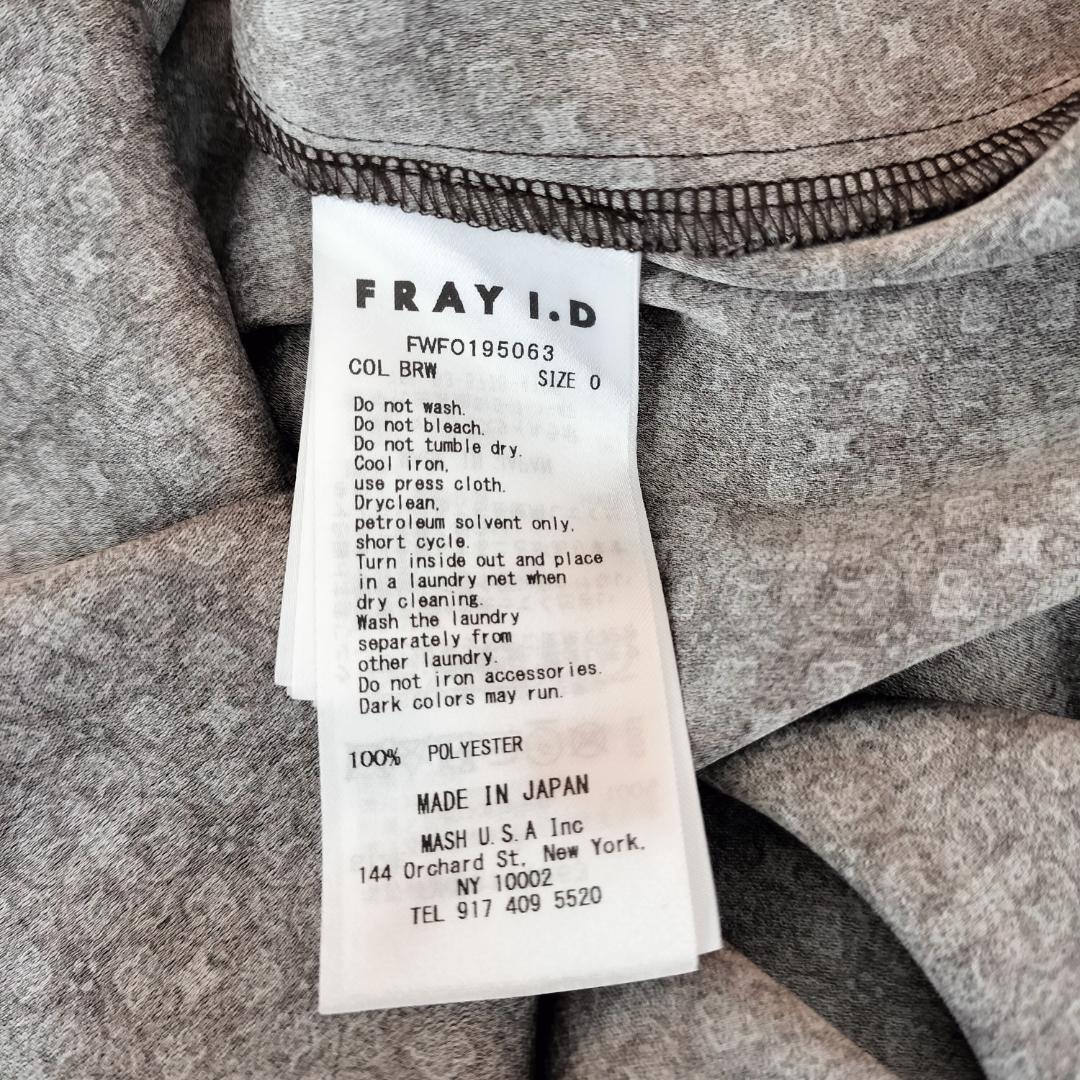 FRAY I.D
FWFO195063
COL BRW SIZE 0
Do not wash.
Do not bleach.
Do not tumble dry.
Cool iron,
use press cloth.
Dryclean,
petroleum solvent only,
short cycle.
Turn inside out and place
in a laundry net when
dry cleaning.
Wash the laundry
separately from
other laundry.
Do not iron accessories.
Dark colors may run.
100% POLYESTER
MADE IN JAPAN
MASH U.S.A Inc
144 Orchard St, New York,
NY 10002
TEL 917 409 5520